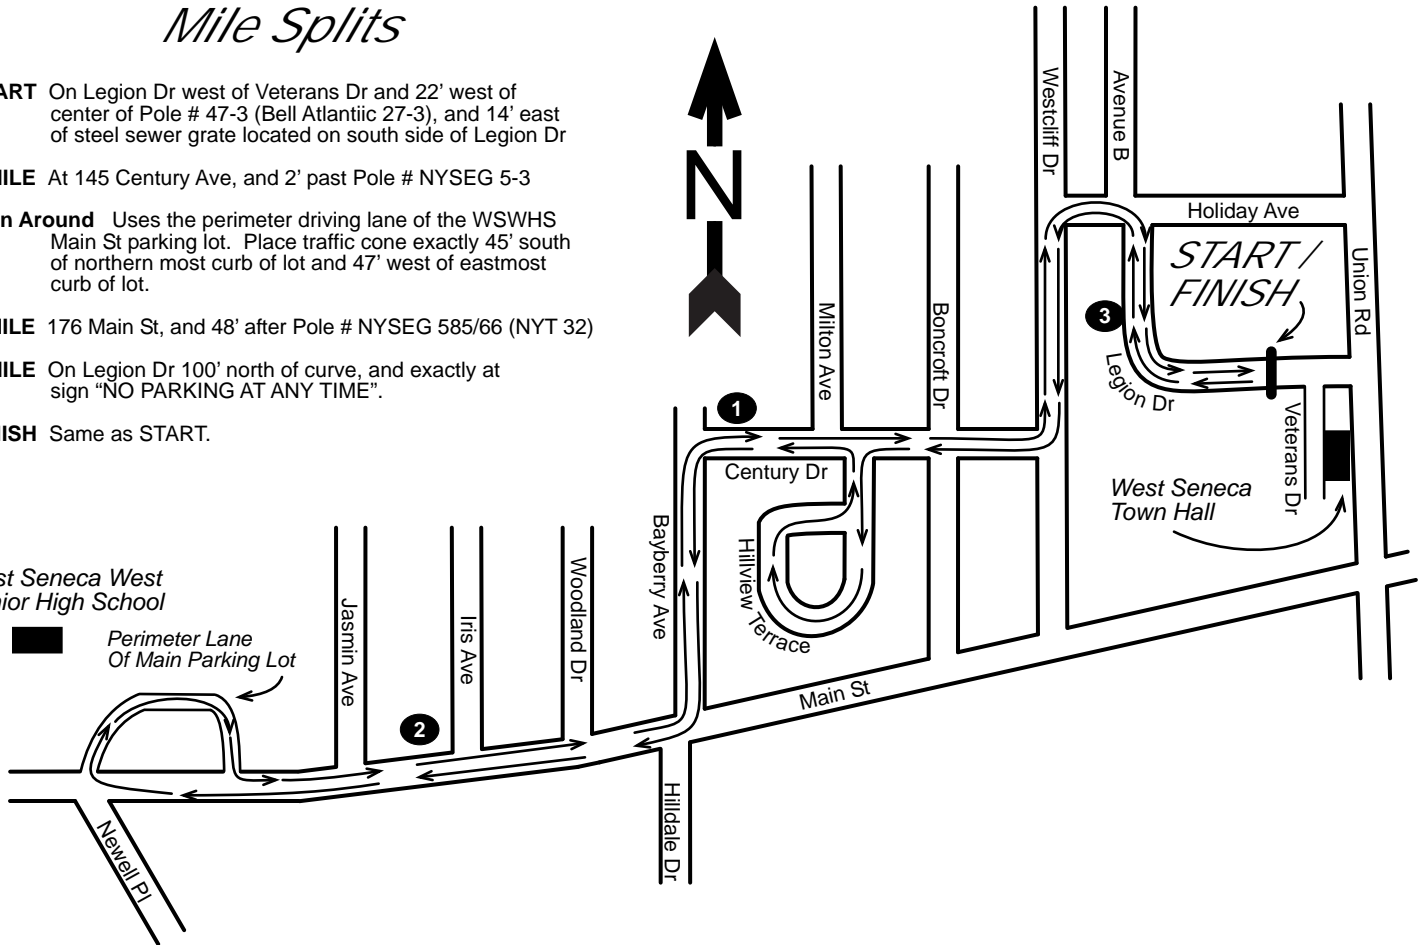 Mile Splits
ART On Legion Dr west of Veterans Dr and 22' west of
center of Pole # 47-3 (Bell Atlantiic 27-3), and 14' east
of steel sewer grate located on south side of Legion Dr
MILE At 145 Century Ave, and 2' past Pole # NYSEG 5-3
n Around Uses the perimeter driving lane of the WSWHS
Main St parking lot. Place traffic cone exactly 45' south
of northern most curb of lot and 47' west of eastmost
curb of lot.
MILE 176 Main St, and 48' after Pole # NYSEG 585/66 (NYT 32)
MILE On Legion Dr 100' north of curve, and exactly at
sign “NO PARKING AT ANY TIME”.
NISH Same as START.
N
Westcliff Dr
Avenue B
Holiday Ave
START /
FINISH
Union Rd
Milton Ave
Boncroft Dr
3
Legion Dr
1
Veterans Dr
Century Dr
West Seneca
Town Hall
Bayberry Ave
Hillview Terrace
st Seneca West
nior High School
Perimeter Lane
Of Main Parking Lot
Jasmin Ave
Iris Ave
Woodland Dr
Main St
2
Hilldale Dr
Newell Pl